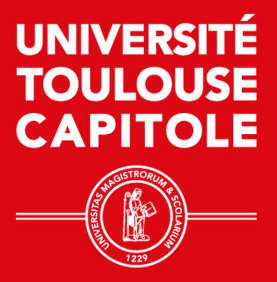 UNIVERSITÉ
TOULOUSE
CAPITOLE
UNIVERSITAS MAGISTRORUM & SCOLARIUM
1229